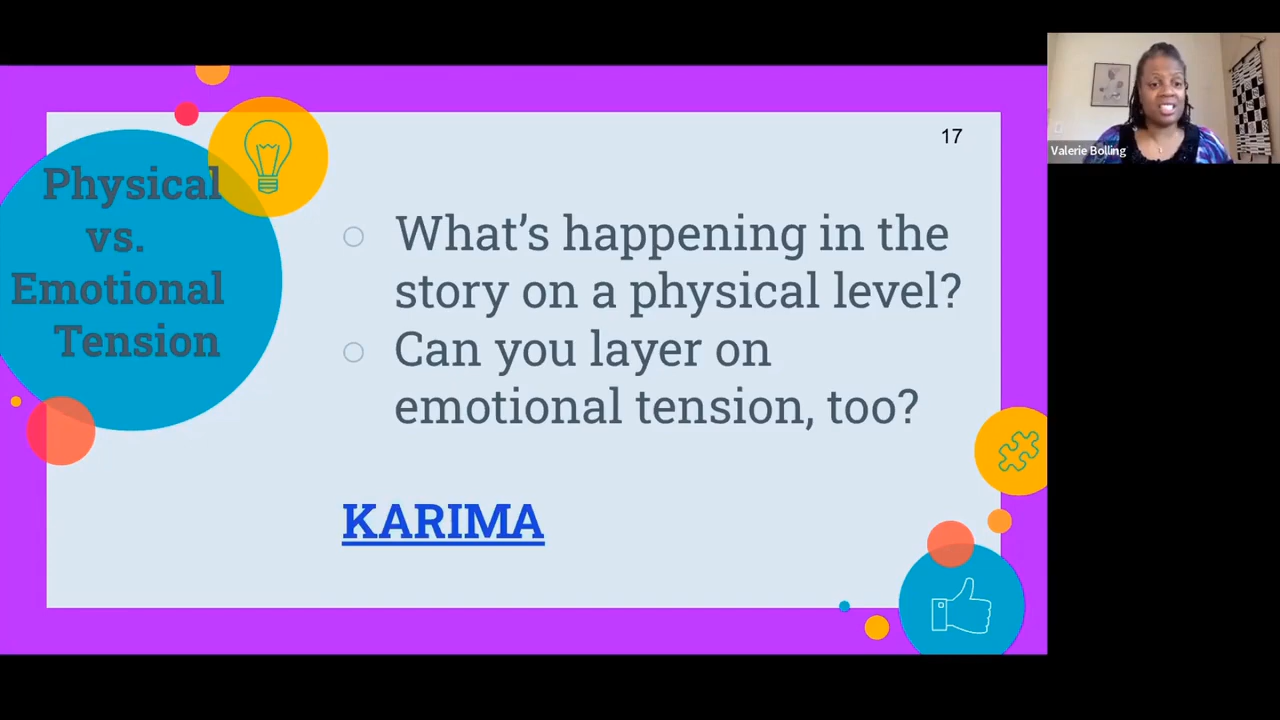 Physical
vs.
Emotional
Tension
17
○ What’s happening in the
story on a physical level?
○ Can you layer on
emotional tension, too?
KARIMA
Valerie Bolling